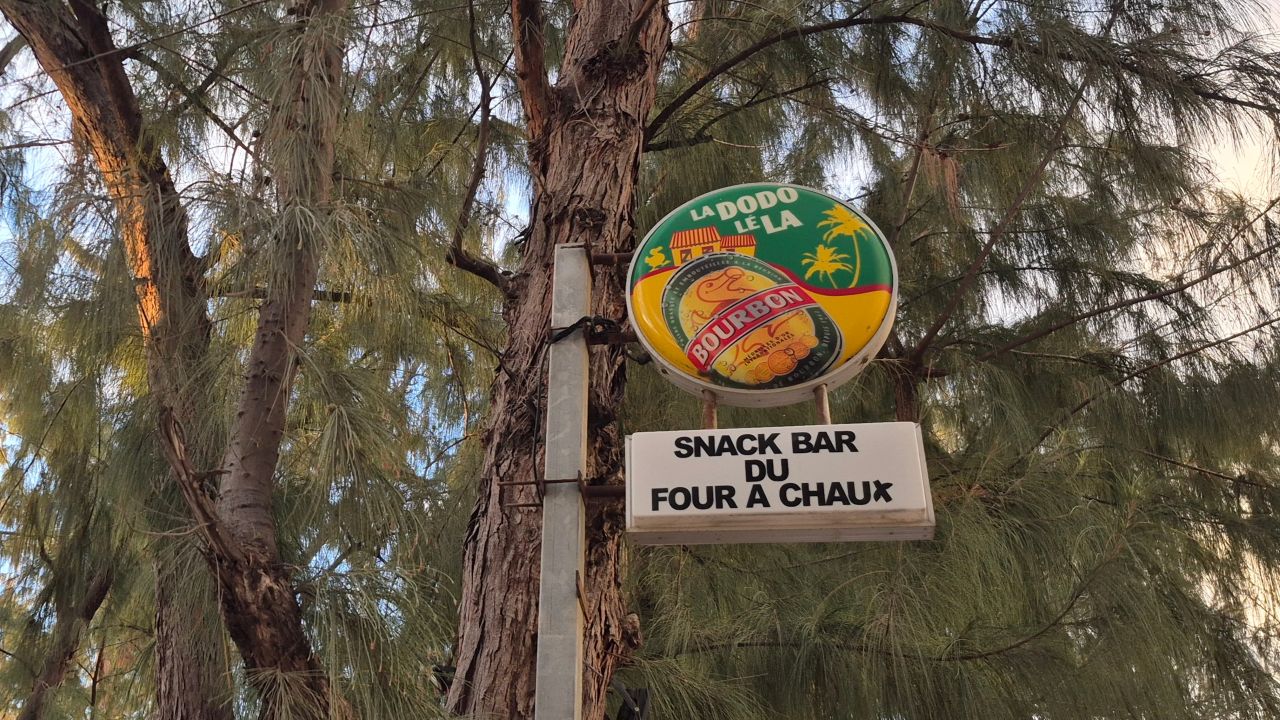 LA DODO
LÉ LA
BOURBON
SNACK BAR
DU
FOUR A CHAUX